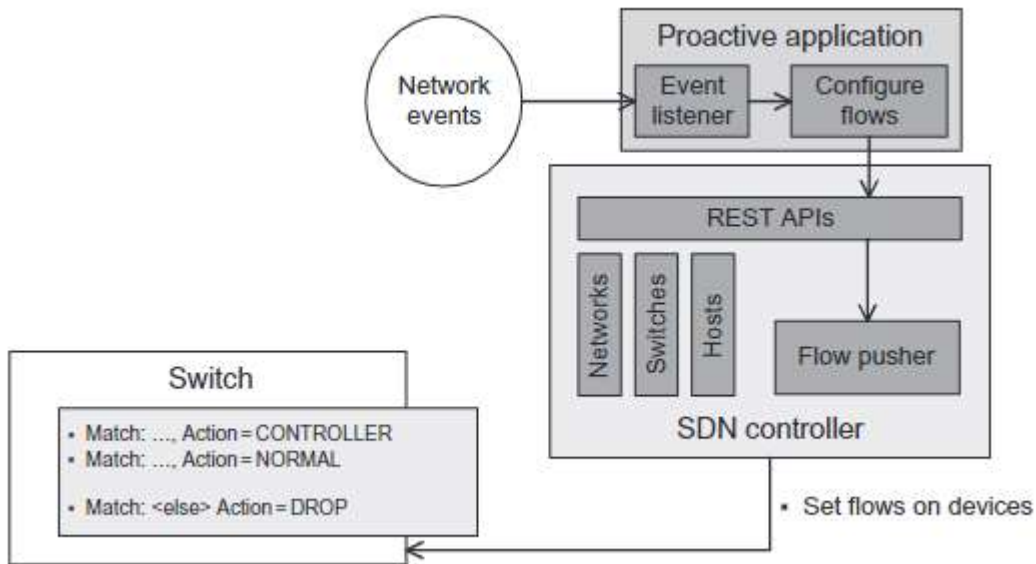 Proactive application
Network
events
Event
listener
Configure
flows
REST APIs
Networks
Switches
Hosts
Flow pusher
SDN controller
Switch
▪ Match: …, Action=CONTROLLER
▪ Match: …, Action=NORMAL
▪ Match: <else> Action=DROP
▪ Set flows on devices